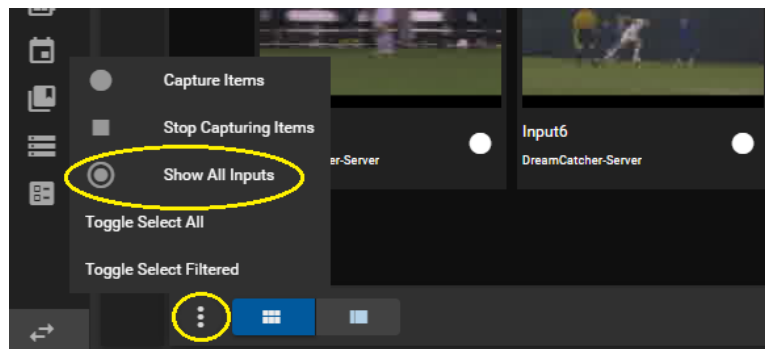 Capture Items
Stop Capturing Items
Show All Inputs
Toggle Select All
Toggle Select Filtered
er-Server
Input6
DreamCatcher-Server